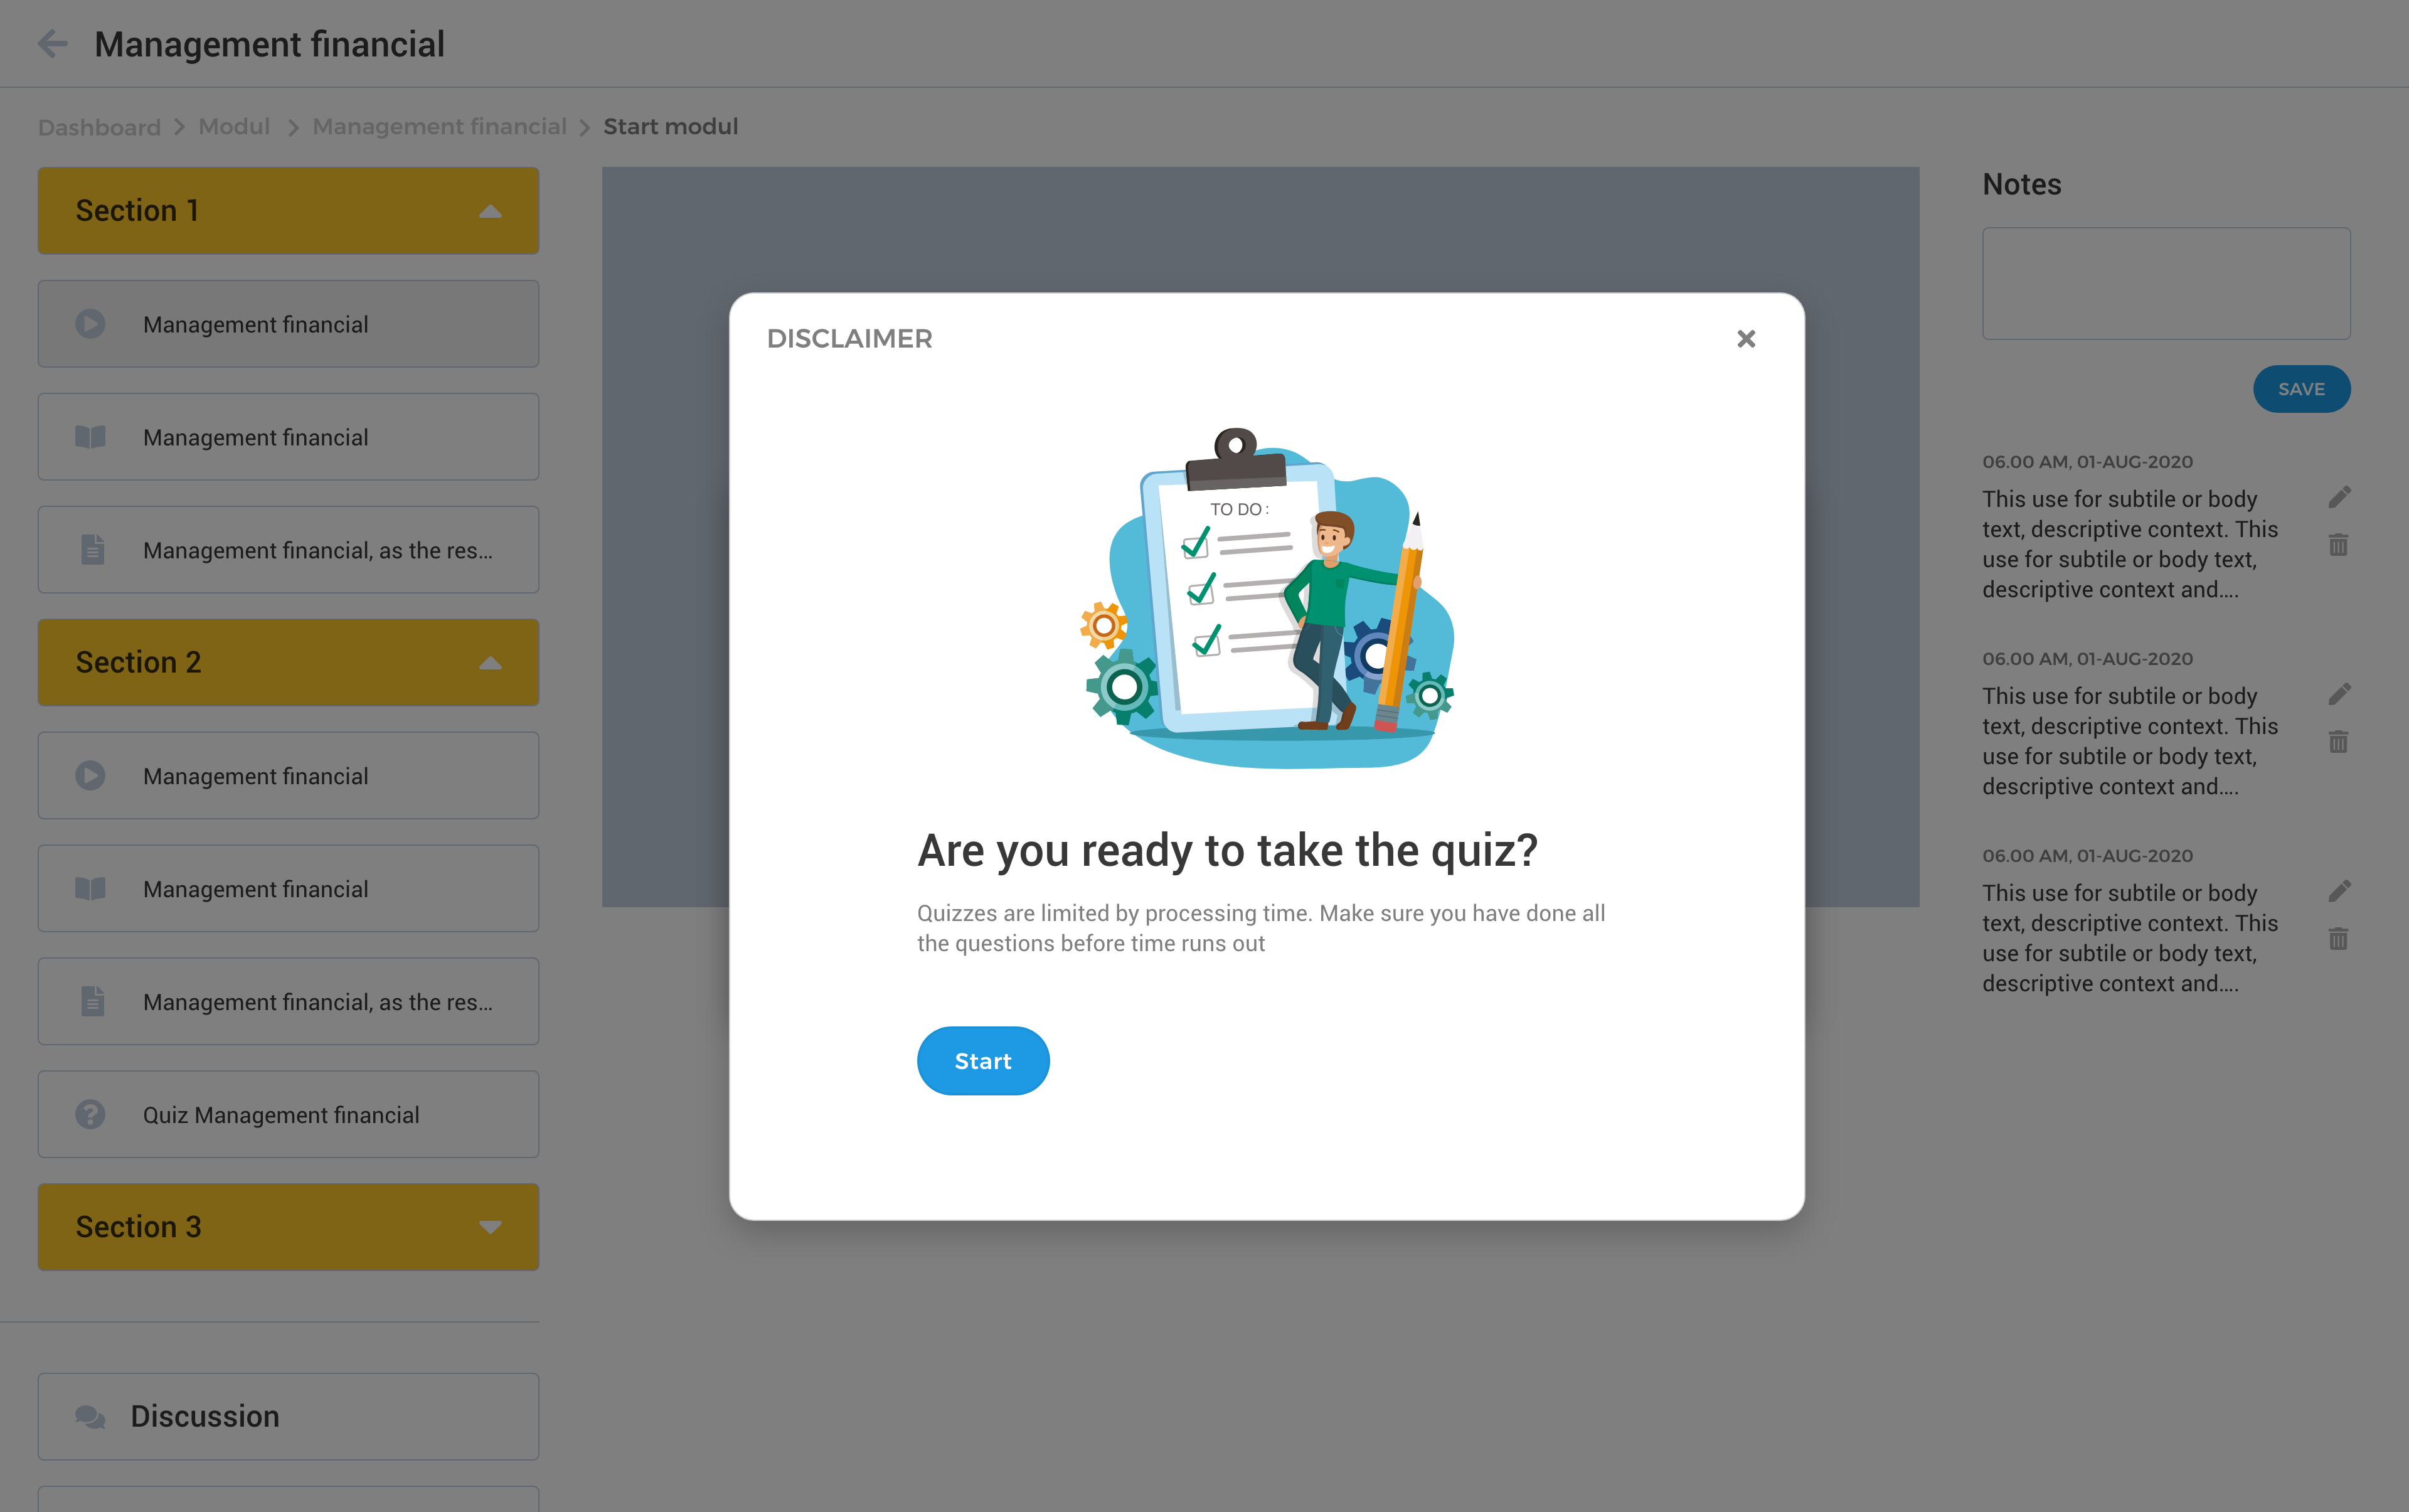 Management financial
Dashboard
Modul
Management financial
Start modul
Section 1
Management financial
Management financial
Management financial, as the res...
Section 2
Management financial
Management financial
Management financial, as the res...
Quiz Management financial
Section 3
Discussion
DISCLAIMER
TO DO :
Are you ready to take the quiz?
Quizzes are limited by processing time. Make sure you have done all
the questions before time runs out
Start
Notes
SAVE
06.00 AM, 01-AUG-2020
This use for subtile or body
text, descriptive context. This
use for subtile or body text,
descriptive context and....
06.00 AM, 01-AUG-2020
This use for subtile or body
text, descriptive context. This
use for subtile or body text,
descriptive context and....
06.00 AM, 01-AUG-2020
This use for subtile or body
text, descriptive context. This
use for subtile or body text,
descriptive context and....